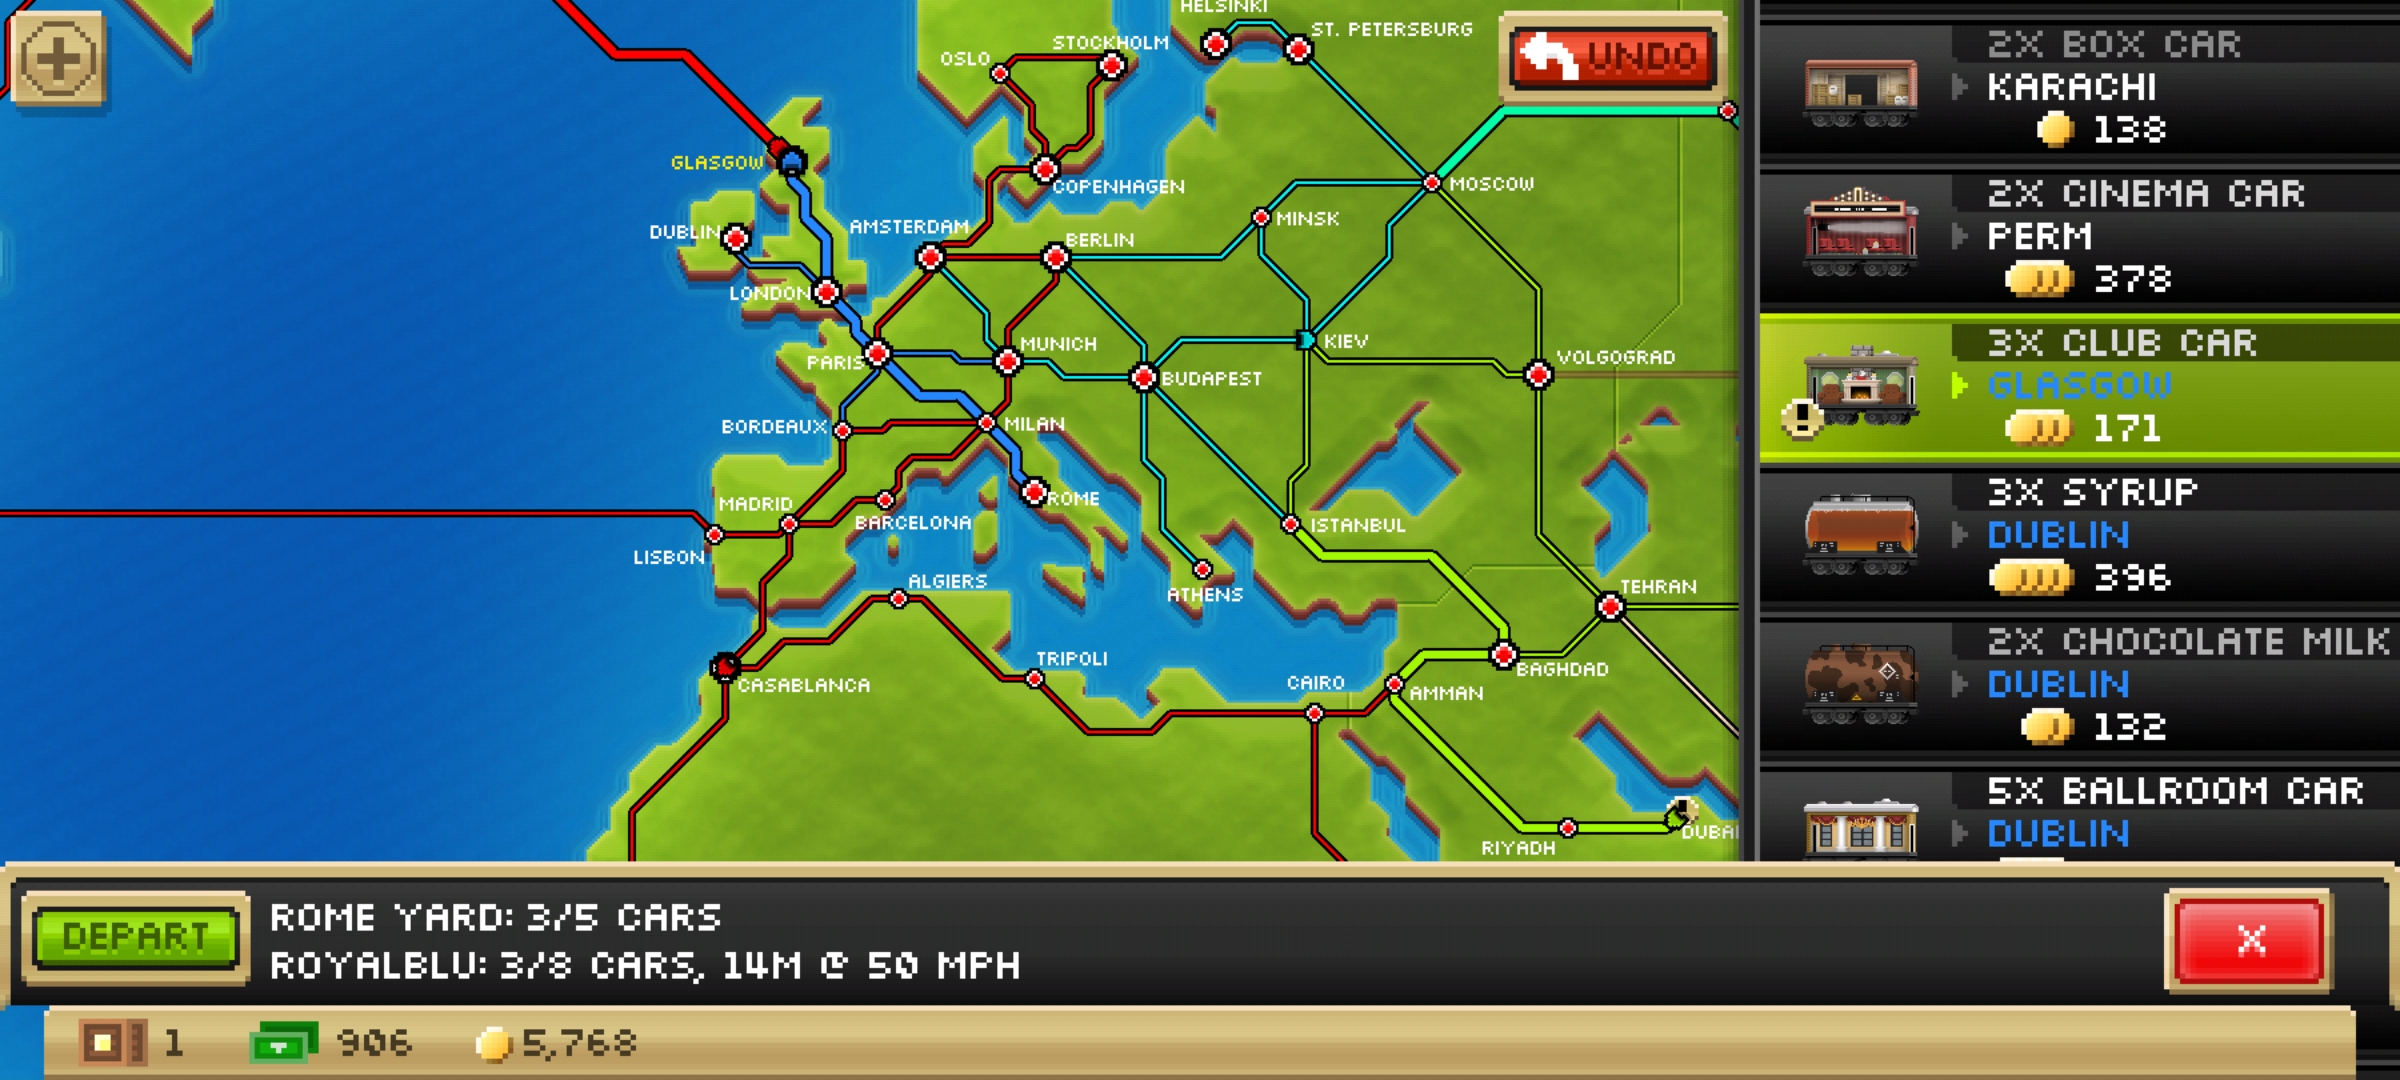 HELSINKI
ST. PETERSBURG
STOCKHOLM
OSLO
UNDO
GLASGOW
COPENHAGEN
MOSCOW
MINSK
DUBLIN
AMSTERDAM
BERLIN
LONDON
KIEV
MUNICH
VOLGOGRAD
PARIS
BUDAPEST
BORDEAUX
MILAN
MADRID
ROME
BARCELONA
ISTANBUL
LISBON
ALGIERS
ATHENS
TEHRAN
TRIPOLI
BAGHDAD
CASABLANCA
CAIRO
AMMAN
DUBAI
RIYADH
2X BOX CAR
KARACHI
138
2X CINEMA CAR
PERM
378
3X CLUB CAR
GLASGOW
171
3X SYRUP
DUBLIN
396
2X CHOCOLATE MILK
DUBLIN
132
5X BALLROOM CAR
DUBLIN
DEPART
ROME YARD: 3/5 CARS
ROYALBLU: 3/8 CARS, 14M @ 50 MPH
X
1
906
5,768